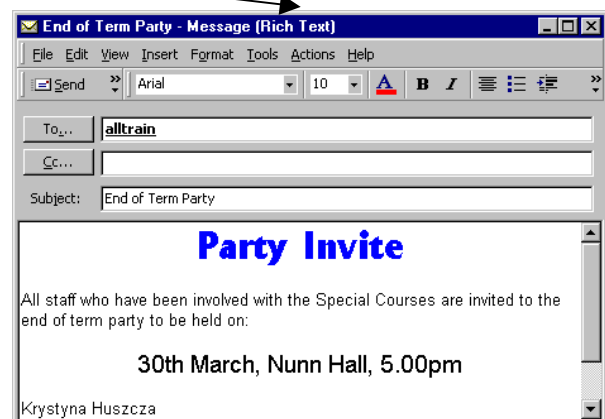 End of Term Party - Message (Rich Text)
File Edit View Insert Format Tools Actions Help
Send » Arial 10 A B I »
To... alltrain
Cc...
Subject: End of Term Party
Party Invite
All staff who have been involved with the Special Courses are invited to the
end of term party to be held on:
30th March, Nunn Hall, 5.00pm
Krystyna Huszcza